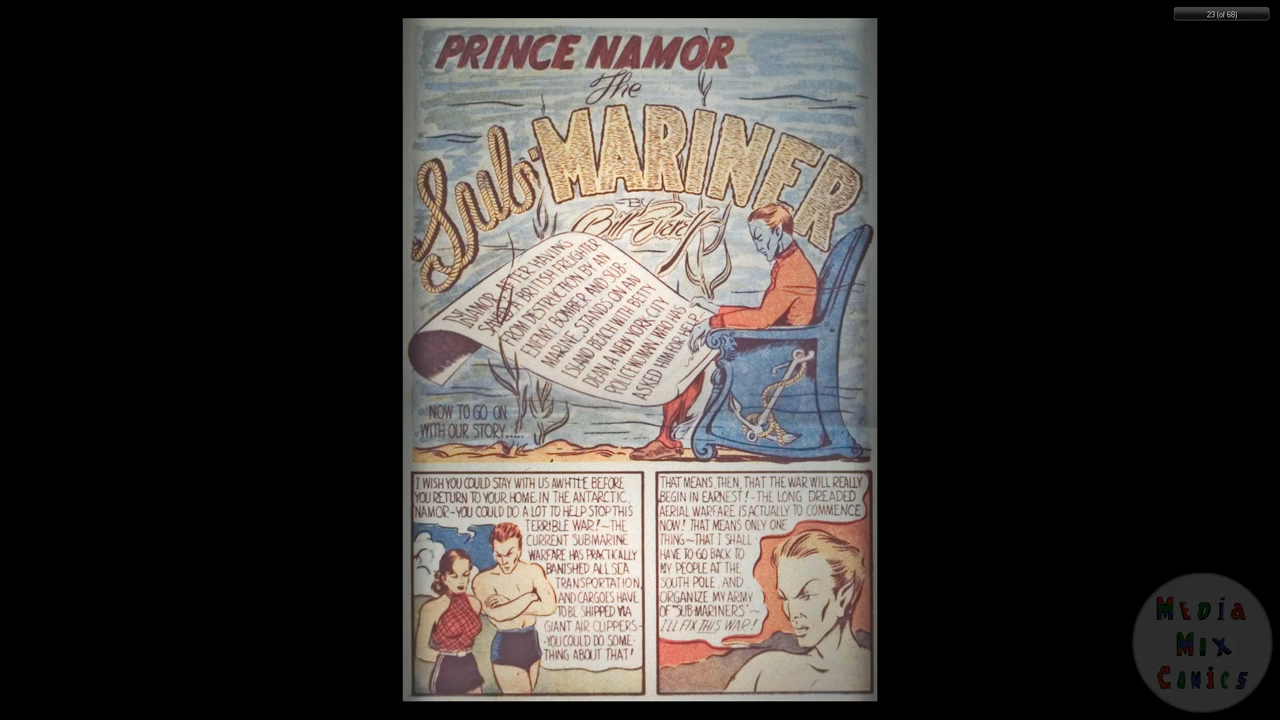 23 (of 68)
PRINCE NAMOR
The
Sub-MARINER
BY
Bill Everett
NAMOR, AFTER HAVING
SAVED A BRITISH FREIGHTER
FROM DESTRUCTION BY AN
ENEMY BOMBER AND SUB-
MARINE, STANDS ON AN
ISLAND BEACH WITH BETTY
DEAN, A NEW YORK CITY
POLICEWOMAN WHO HAS
ASKED HIM FOR HELP.
NOW TO GO ON
WITH OUR STORY.....
I WISH YOU COULD STAY WITH US AWHILE BEFORE
YOU RETURN TO YOUR HOME IN THE ANTARCTIC,
NAMOR-YOU COULD DO A LOT TO HELP STOP THIS
TERRIBLE WAR!~THE
CURRENT SUBMARINE
WARFARE HAS PRACTICALLY
BANISHED ALL SEA
TRANSPORTATION,
AND CARGOES HAVE
TO BE SHIPPED VIA
GIANT AIR CLIPPERS-
-YOU COULD DO SOME-
THING ABOUT THAT!
THAT MEANS, THEN, THAT THE WAR WILL REALLY
BEGIN IN EARNEST!-THE LONG DREADED
AERIAL WARFARE IS ACTUALLY TO COMMENCE
NOW! THAT MEANS ONLY ONE
THING~THAT I SHALL
HAVE TO GO BACK TO
MY PEOPLE AT THE
SOUTH POLE, AND
ORGANIZE MY ARMY
OF "SUB-MARINERS"~
I'LL FIX THIS WAR!
MEDIA
MIX
COMICS